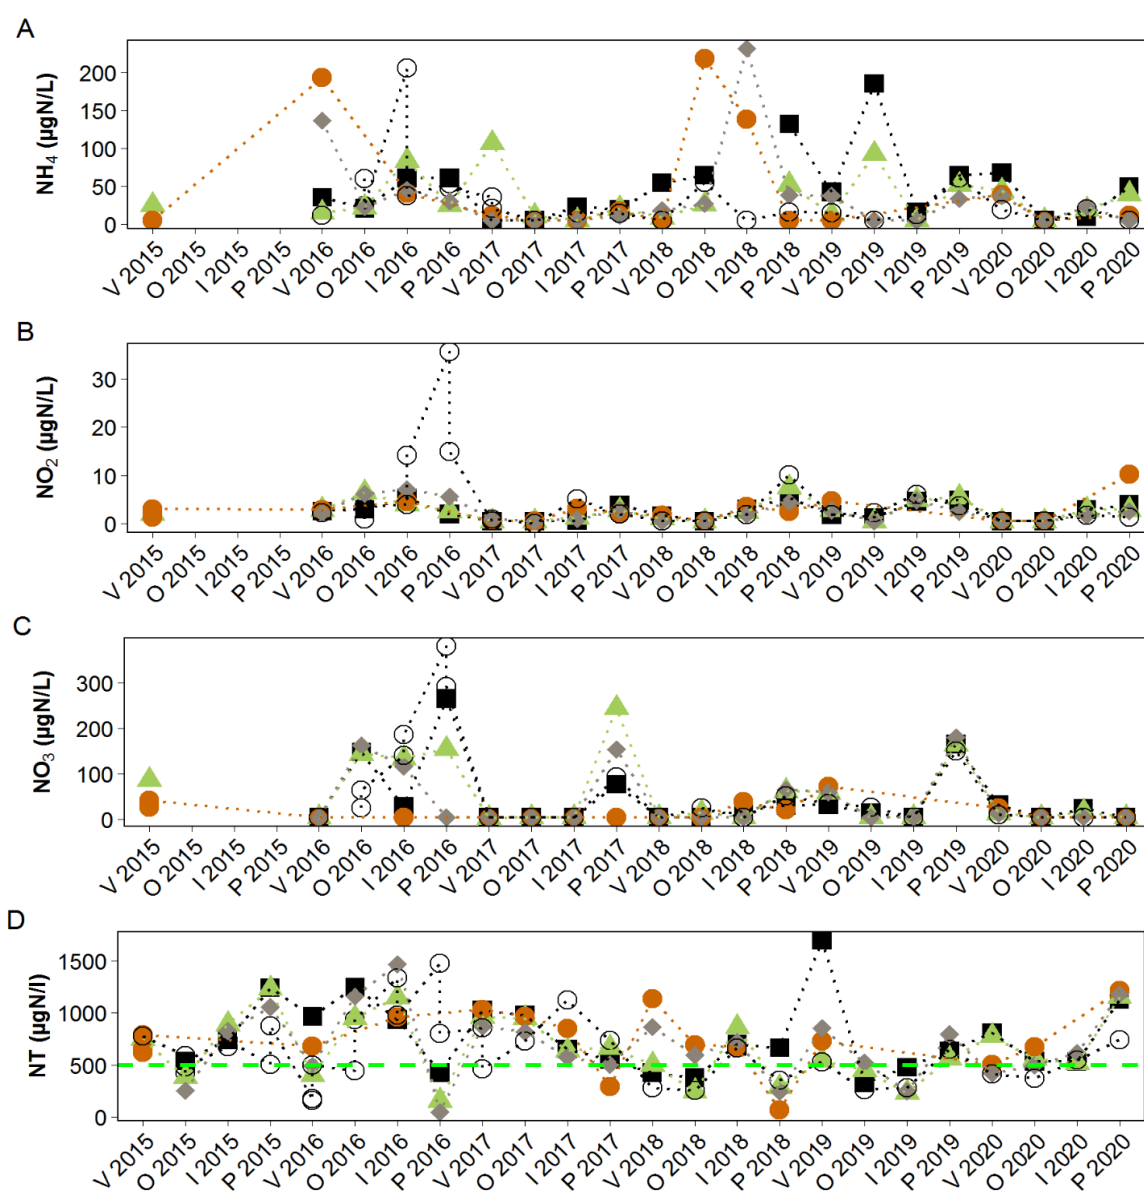 A
NH₄ (µgN/L)
200
150
100
50
0
V 2015 O 2015 I 2015 P 2015 V 2016 O 2016 I 2016 P 2016 V 2017 O 2017 I 2017 P 2017 V 2018 O 2018 I 2018 P 2018 V 2019 O 2019 I 2019 P 2019 V 2020 O 2020 I 2020 P 2020
B
NO₂ (µgN/L)
30
20
10
0
V 2015 O 2015 I 2015 P 2015 V 2016 O 2016 I 2016 P 2016 V 2017 O 2017 I 2017 P 2017 V 2018 O 2018 I 2018 P 2018 V 2019 O 2019 I 2019 P 2019 V 2020 O 2020 I 2020 P 2020
C
NO₃ (µgN/L)
300
200
100
0
V 2015 O 2015 I 2015 P 2015 V 2016 O 2016 I 2016 P 2016 V 2017 O 2017 I 2017 P 2017 V 2018 O 2018 I 2018 P 2018 V 2019 O 2019 I 2019 P 2019 V 2020 O 2020 I 2020 P 2020
D
NT (µgN/l)
1500
1000
500
0
V 2015 O 2015 I 2015 P 2015 V 2016 O 2016 I 2016 P 2016 V 2017 O 2017 I 2017 P 2017 V 2018 O 2018 I 2018 P 2018 V 2019 O 2019 I 2019 P 2019 V 2020 O 2020 I 2020 P 2020